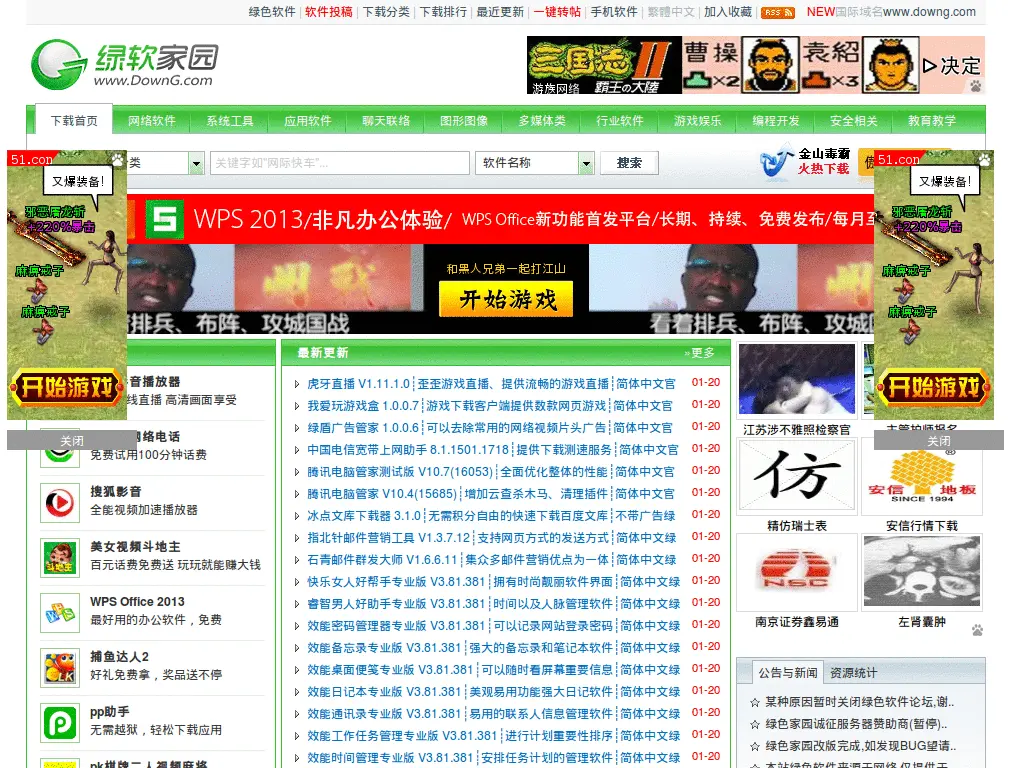 绿色软件 | 软件投稿 | 下载分类 | 下载排行 | 最近更新 | 一键转帖 | 手机软件 | 繁體中文 | 加入收藏 | RSS NEW国际域名www.downg.com
绿软家园
www.DownG.com
三国志II 曹操 ×2 袁紹 ×3 ▷决定
游族网络 霸王の大陸
下载首页 网络软件 系统工具 应用软件 聊天联络 图形图像 多媒体类 行业软件 游戏娱乐 编程开发 安全相关 教育教学
类 关键字如"网际快车"... 软件名称 搜索 金山毒霸
火热下载
51.com
又爆装备!
邪恶屠龙斩
+220%暴击
麻痹戒子
麻痹戒子
开始游戏
关闭
51.com
又爆装备!
邪恶屠龙斩
+220%暴击
麻痹戒子
麻痹戒子
开始游戏
关闭
WPS 2013/非凡办公体验/ WPS Office新功能首发平台/长期、持续、免费发布/每月至
和黑人兄弟一起打江山
开始游戏
排兵、布阵、攻城国战
看着排兵、布阵、攻城国
音播放器
线直播 高清画面享受
网络电话
免费试用100分钟话费
搜狐影音
全能视频加速播放器
美女视频斗地主
百元话费免费送 玩玩就能赚大钱
WPS Office 2013
最好用的办公软件，免费
捕鱼达人2
好礼免费拿，奖品送不停
pp助手
无需越狱，轻松下载应用
pk棋牌二人视频麻将
最新更新 »更多
虎牙直播 V1.11.1.0┊歪歪游戏直播、提供流畅的游戏直播┊简体中文官 01-20
我爱玩游戏盒 1.0.0.7┊游戏下载客户端提供数款网页游戏┊简体中文官 01-20
绿盾广告管家 1.0.0.6┊可以去除常用的网络视频片头广告┊简体中文官 01-20
中国电信宽带上网助手 8.1.1501.1718┊提供下载测速服务┊简体中文官 01-20
腾讯电脑管家测试版 V10.7(16053)┊全面优化整体的性能┊简体中文官 01-20
腾讯电脑管家 V10.4(15685)┊增加云查杀木马、清理插件┊简体中文官 01-20
冰点文库下载器 3.1.0┊无需积分自由的快速下载百度文库┊不带广告绿 01-20
指北针邮件营销工具 V1.3.7.12┊支持网页方式的发送方式┊简体中文绿 01-20
石青邮件群发大师 V1.6.6.11┊集众多邮件营销优点为一体┊简体中文绿 01-20
快乐女人好帮手专业版 V3.81.381┊拥有时尚靓丽软件界面┊简体中文绿 01-20
睿智男人好助手专业版 V3.81.381┊时间以及人脉管理软件┊简体中文绿 01-20
效能密码管理器专业版 V3.81.381┊可以记录网站登录密码┊简体中文绿 01-20
效能备忘录专业版 V3.81.381┊强大的备忘录和笔记本软件┊简体中文绿 01-20
效能桌面便笺专业版 V3.81.381┊可以随时看屏幕重要信息┊简体中文绿 01-20
效能日记本专业版 V3.81.381┊美观易用功能强大日记软件┊简体中文绿 01-20
效能通讯录专业版 V3.81.381┊易用的联系人信息管理软件┊简体中文绿 01-20
效能工作任务管理专业版 V3.81.381┊进行计划重要性排序┊简体中文绿 01-20
效能时间管理专业版 V3.81.381┊安排任务计划的管理软件┊简体中文绿 01-20
江苏涉不雅照检察官
仿
安信地板
SINCE 1994
精仿瑞士表 安信行情下载
NSC
南京证券鑫易通 左肾囊肿
公告与新闻 资源统计
☆ 某种原因暂时关闭绿色软件论坛,谢..
☆ 绿色家园诚征服务器赞助商(暂停)..
☆ 绿色家园改版完成,如发现BUG望请..
☆ 本站绿色软件来源于网络,仅提供于